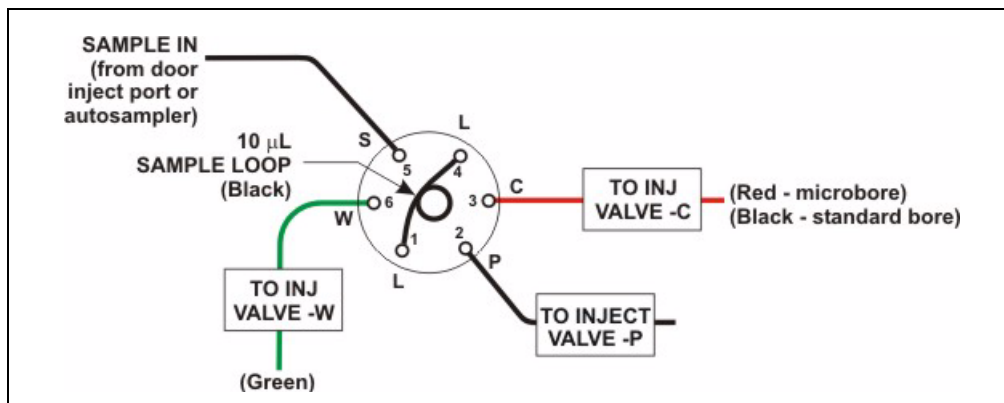 SAMPLE IN
(from door
inject port or
autosampler)
10 µL
SAMPLE LOOP
(Black)
S
L
5
4
6
W
3
C
1
2
L
P
TO INJ
VALVE -C
(Red - microbore)
(Black - standard bore)
TO INJ
VALVE -W
(Green)
TO INJECT
VALVE -P